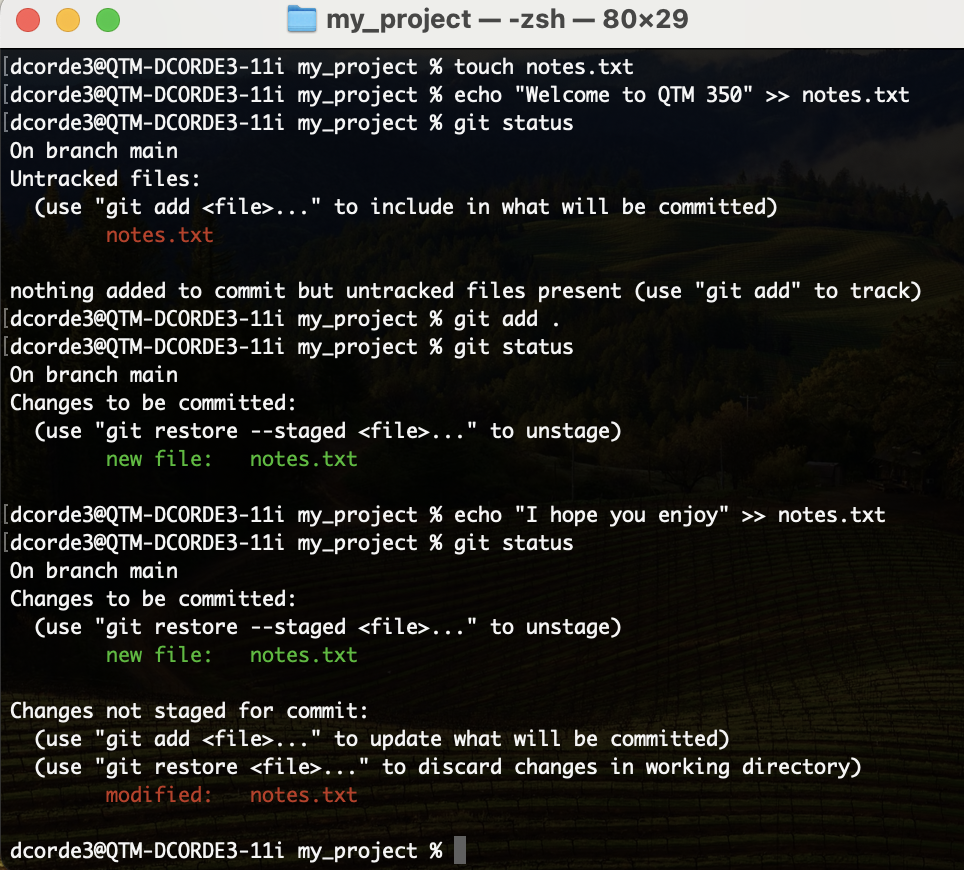 my_project — -zsh — 80×29
[dcorde3@QTM-DCORDE3-11i my_project % touch notes.txt
[dcorde3@QTM-DCORDE3-11i my_project % echo "Welcome to QTM 350" >> notes.txt
[dcorde3@QTM-DCORDE3-11i my_project % git status
On branch main
Untracked files:
  (use "git add <file>..." to include in what will be committed)
        notes.txt

nothing added to commit but untracked files present (use "git add" to track)
[dcorde3@QTM-DCORDE3-11i my_project % git add .
[dcorde3@QTM-DCORDE3-11i my_project % git status
On branch main
Changes to be committed:
  (use "git restore --staged <file>..." to unstage)
        new file:   notes.txt

[dcorde3@QTM-DCORDE3-11i my_project % echo "I hope you enjoy" >> notes.txt
[dcorde3@QTM-DCORDE3-11i my_project % git status
On branch main
Changes to be committed:
  (use "git restore --staged <file>..." to unstage)
        new file:   notes.txt

Changes not staged for commit:
  (use "git add <file>..." to update what will be committed)
  (use "git restore <file>..." to discard changes in working directory)
        modified:   notes.txt

dcorde3@QTM-DCORDE3-11i my_project %